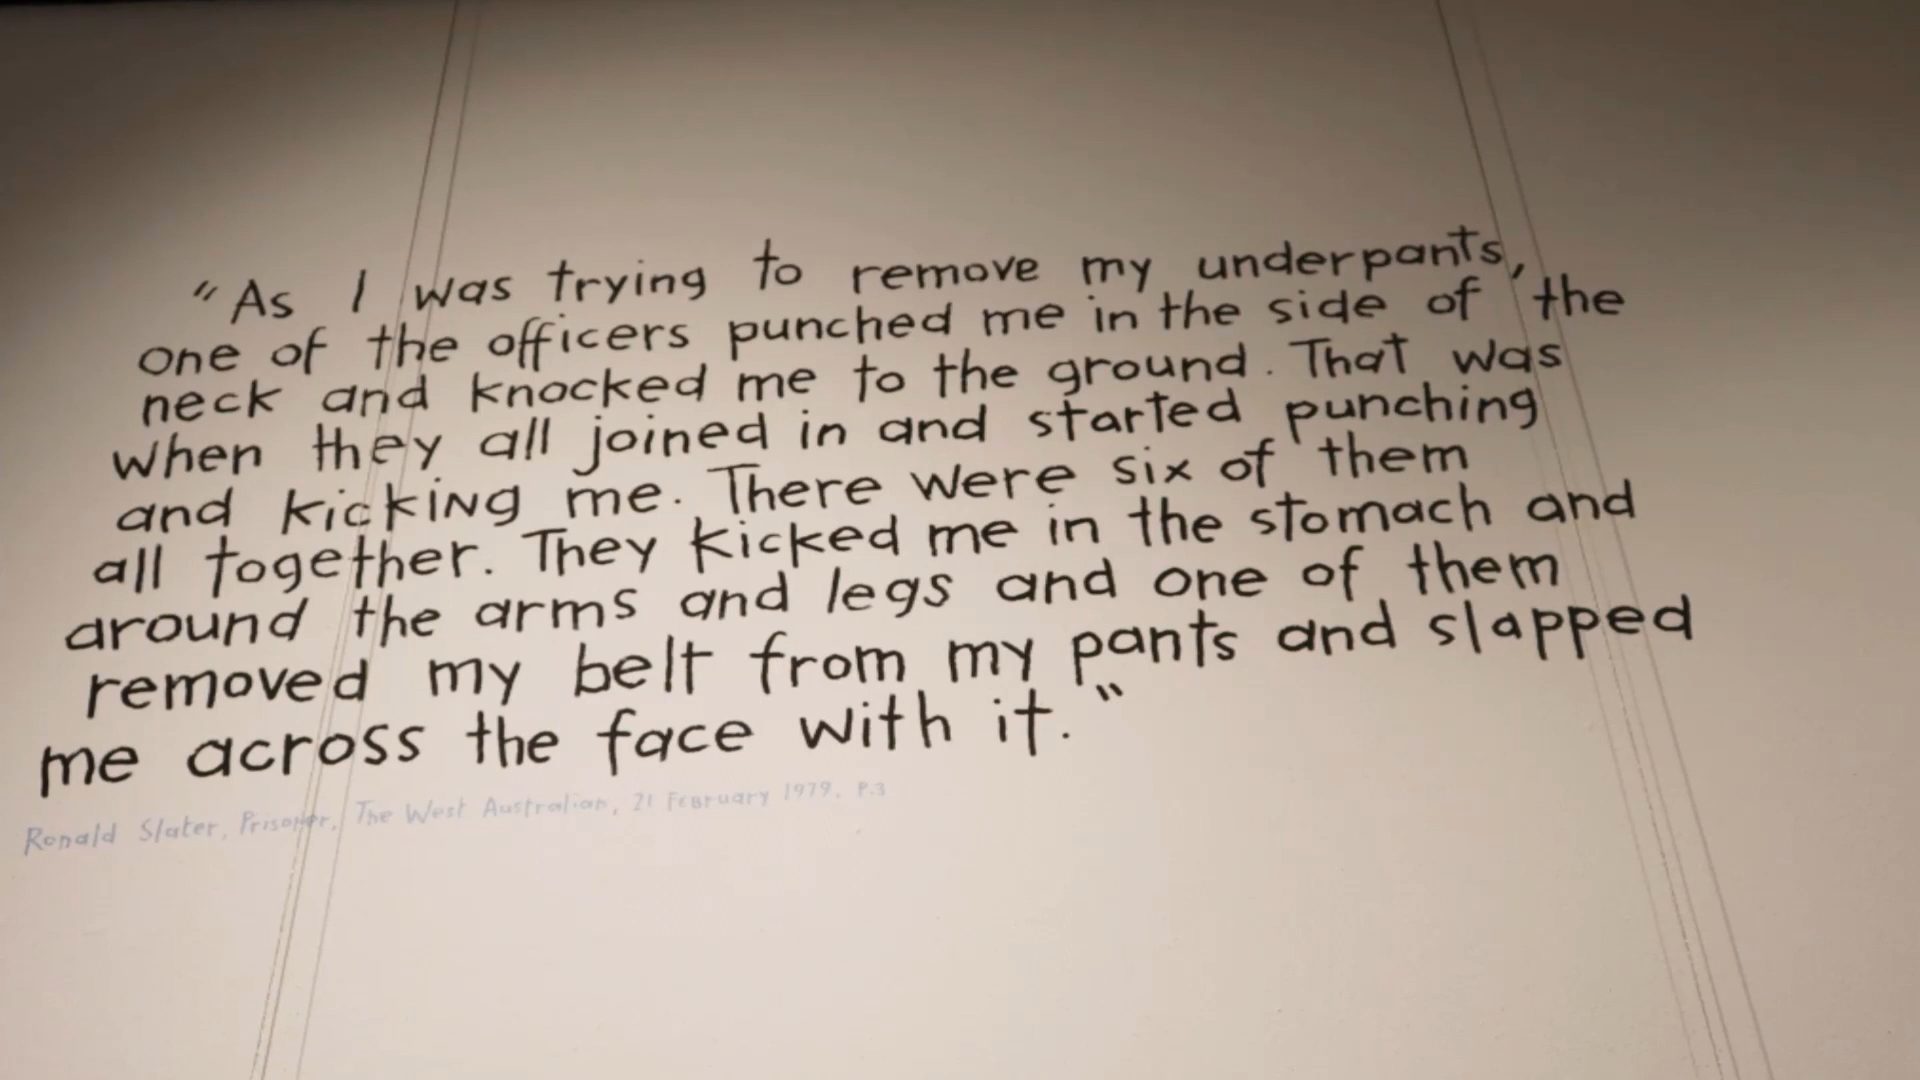 "As I was trying to remove my underpants,
one of the officers punched me in the side of the
neck and knocked me to the ground. That was
when they all joined in and started punching
and kicking me. There were six of them
all together. They kicked me in the stomach and
around the arms and legs and one of them
removed my belt from my pants and slapped
me across the face with it."
Ronald Slater, Prisoner, The West Australian, 21 February 1979, P.3